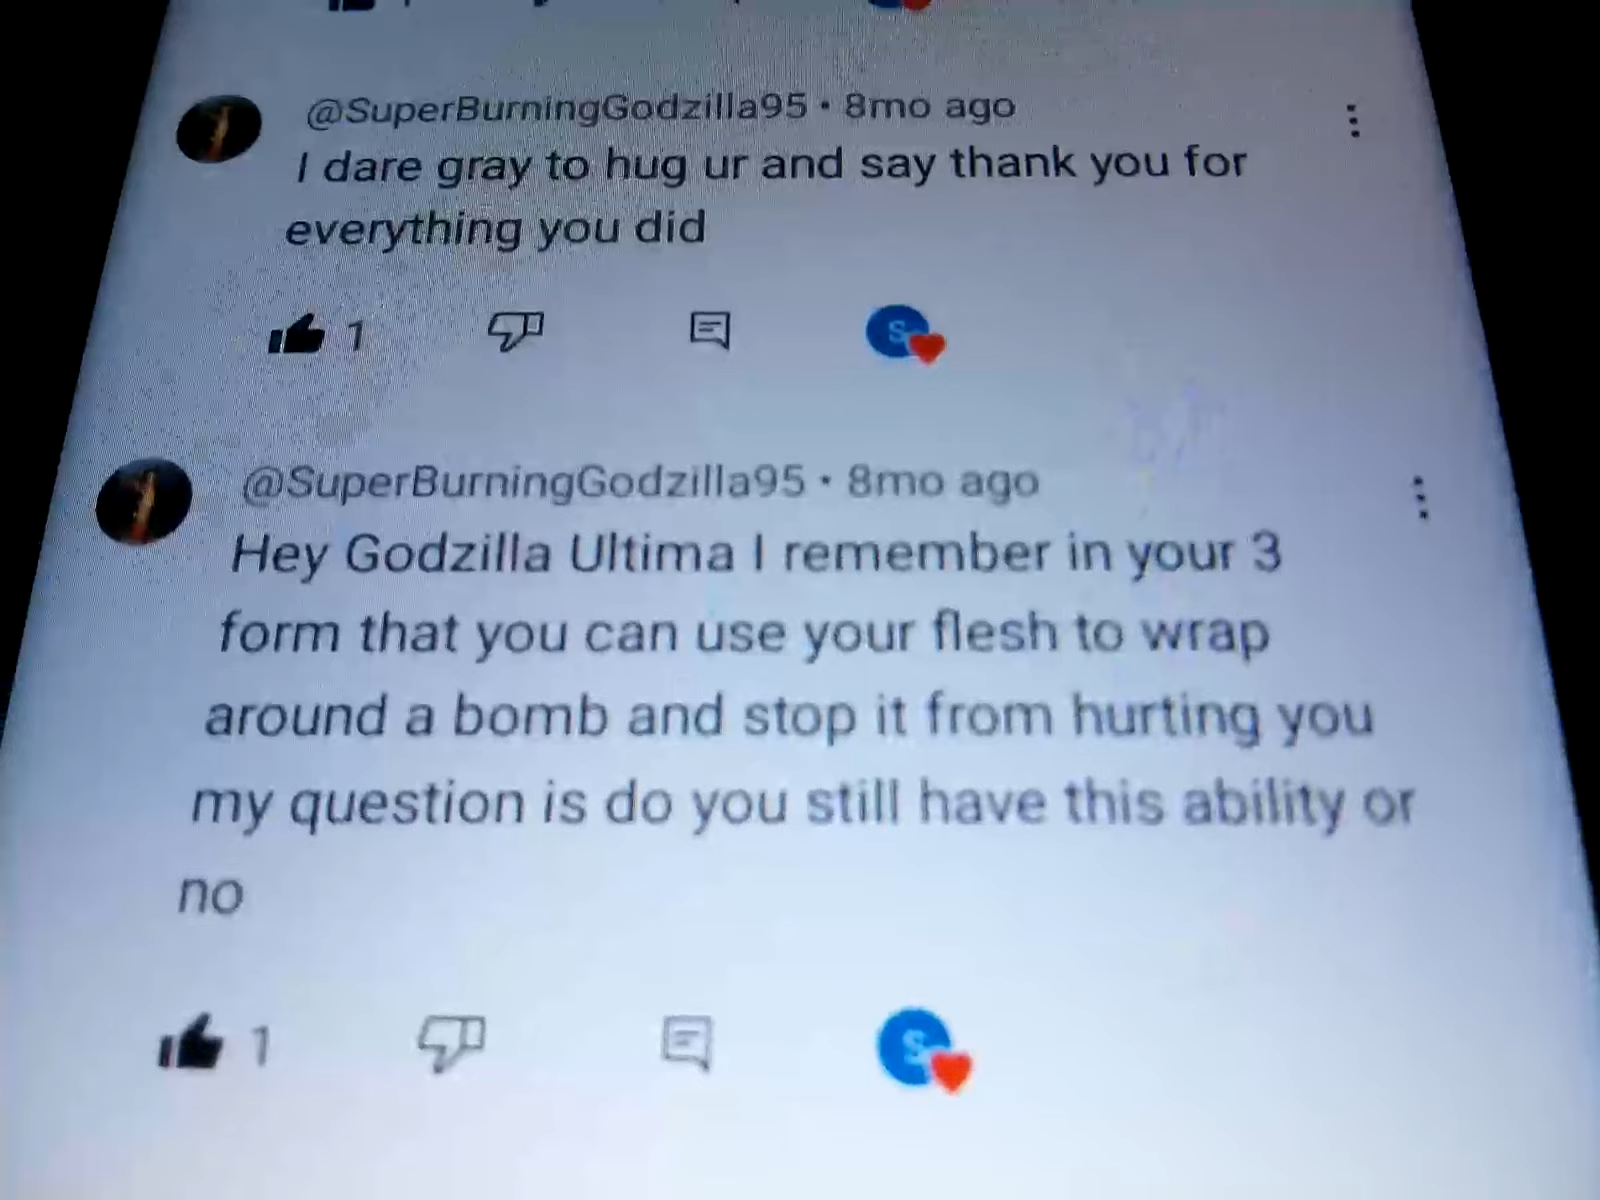 @SuperBurningGodzilla95 · 8mo ago
I dare gray to hug ur and say thank you for
everything you did
1
S
@SuperBurningGodzilla95 · 8mo ago
Hey Godzilla Ultima I remember in your 3
form that you can use your flesh to wrap
around a bomb and stop it from hurting you
my question is do you still have this ability or
no
1
S